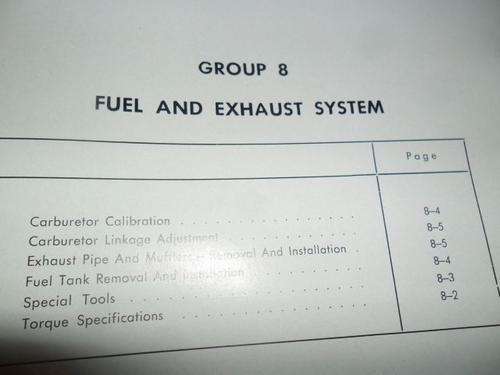 GROUP 8
FUEL AND EXHAUST SYSTEM
Page
Carburetor Calibration . . . . . . . . . . . . . 8–4
Carburetor Linkage Adjustment . . . . . . . . . . 8–5
Exhaust Pipe And Mufflers – Removal And Installation . 8–5
Fuel Tank Removal And Installation . . . . . . . . 8–4
Special Tools . . . . . . . . . . . . . . . . 8–3
Torque Specifications . . . . . . . . . . . . . 8–2